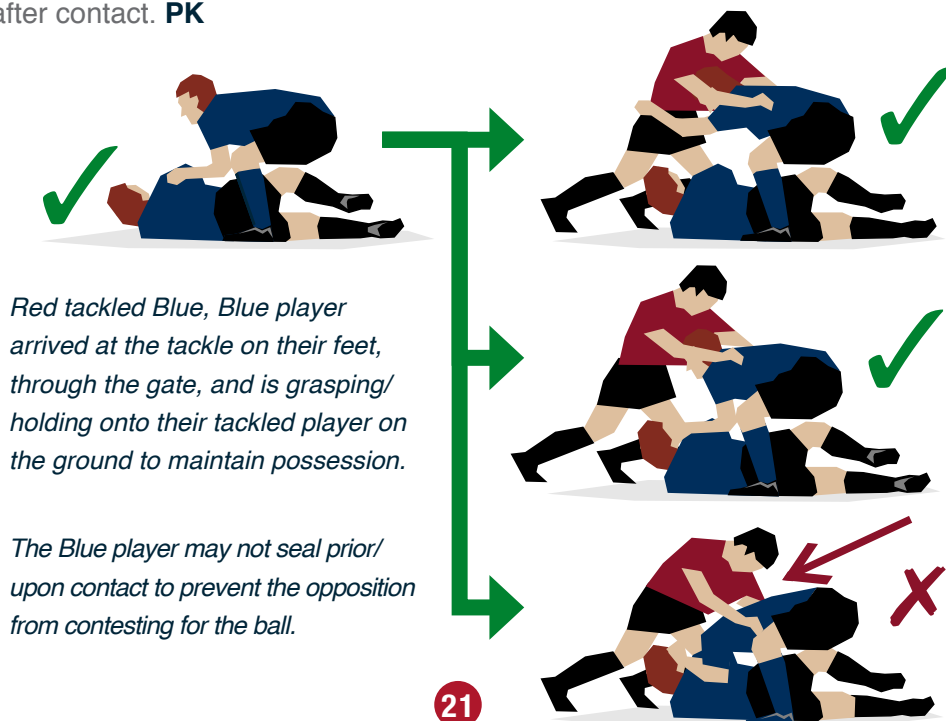 after contact. PK
Red tackled Blue, Blue player
arrived at the tackle on their feet,
through the gate, and is grasping/
holding onto their tackled player on
the ground to maintain possession.
The Blue player may not seal prior/
upon contact to prevent the opposition
from contesting for the ball.
21